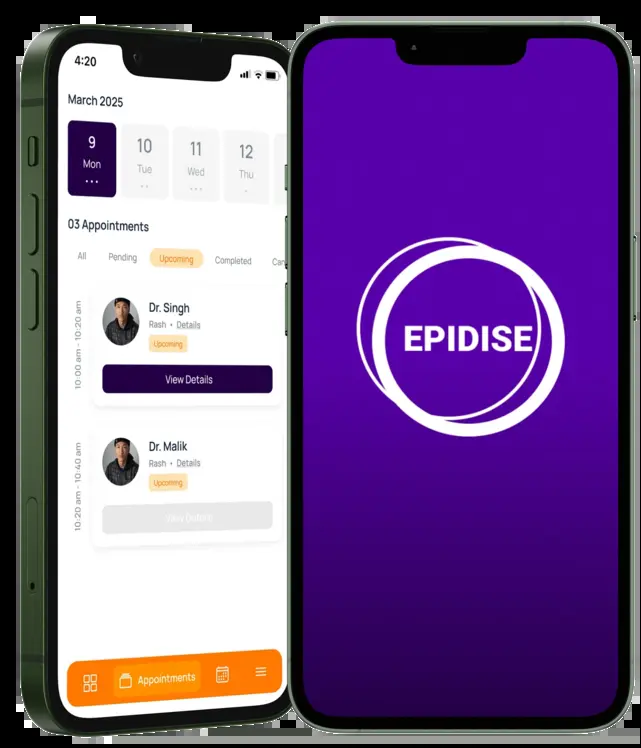 4:20
March 2025
9 10 11 12
Mon Tue Wed Thu
03 Appointments
All Pending Upcoming Completed Can
10:00 am - 10:20 am
Dr. Singh
Rash • Details
Upcoming
View Details
10:20 am - 10:40 am
Dr. Malik
Rash • Details
Upcoming
View Details
Appointments
EPIDISE